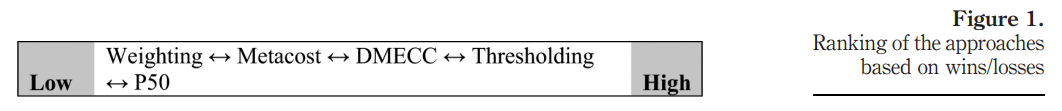 Low
Weighting ↔ Metacost ↔ DMECC ↔ Thresholding
↔ P50
High
Figure 1.
Ranking of the approaches
based on wins/losses